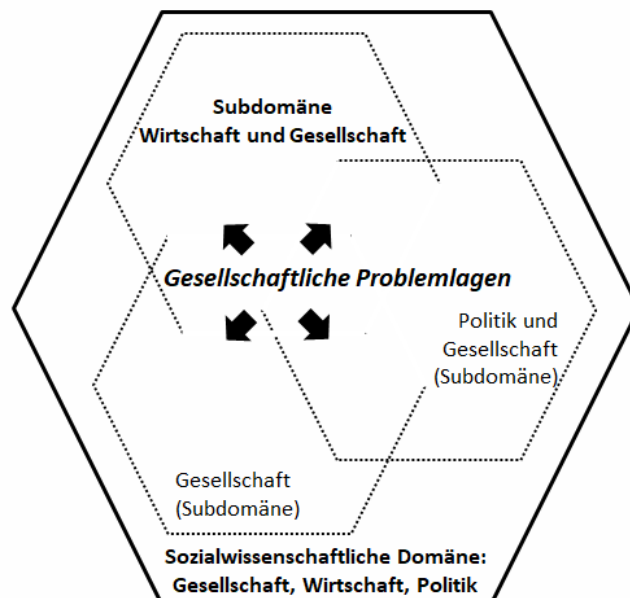 Subdomäne
Wirtschaft und Gesellschaft
Gesellschaftliche Problemlagen
Politik und
Gesellschaft
(Subdomäne)
Gesellschaft
(Subdomäne)
Sozialwissenschaftliche Domäne:
Gesellschaft, Wirtschaft, Politik